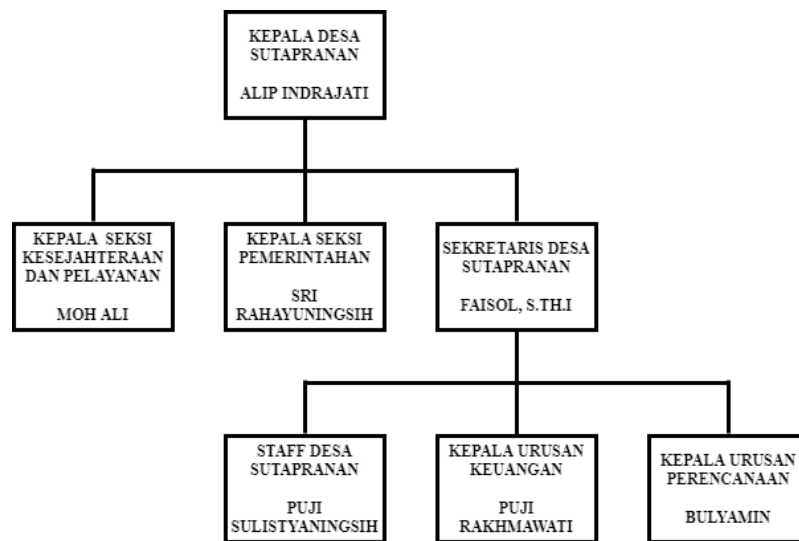 KEPALA DESA
SUTAPRANAN
ALIP INDRAJATI
KEPALA SEKSI
KESEJAHTERAAN
DAN PELAYANAN
MOH ALI
KEPALA SEKSI
PEMERINTAHAN
SRI
RAHAYUNINGSIH
SEKRETARIS DESA
SUTAPRANAN
FAISOL, S.TH.I
STAFF DESA
SUTAPRANAN
PUJI
SULISTYANINGSIH
KEPALA URUSAN
KEUANGAN
PUJI
RAKHMAWATI
KEPALA URUSAN
PERENCANAAN
BULYAMIN